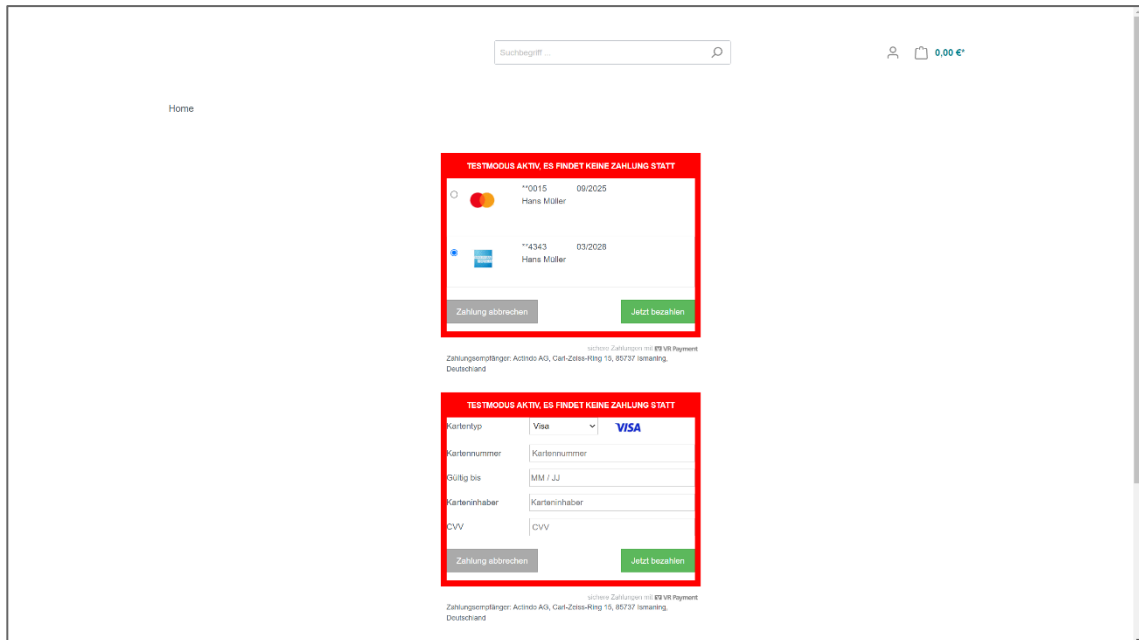 Suchbegriff ...
0,00 €*
Home
TESTMODUS AKTIV, ES FINDET KEINE ZAHLUNG STATT
**0015 09/2025
Hans Müller
**4343 03/2028
Hans Müller
Zahlung abbrechen Jetzt bezahlen
sichere Zahlungen mit VR Payment
Zahlungsempfänger: Actindo AG, Carl-Zeiss-Ring 15, 85737 Ismaning,
Deutschland
TESTMODUS AKTIV, ES FINDET KEINE ZAHLUNG STATT
Kartentyp Visa VISA
Kartennummer Kartennummer
Gültig bis MM / JJ
Karteninhaber Karteninhaber
CVV CVV
Zahlung abbrechen Jetzt bezahlen
sichere Zahlungen mit VR Payment
Zahlungsempfänger: Actindo AG, Carl-Zeiss-Ring 15, 85737 Ismaning,
Deutschland